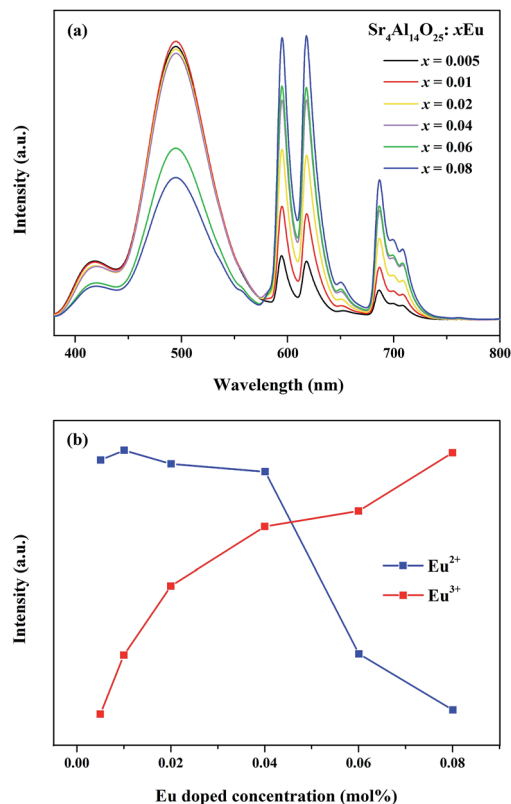 (a)
Sr₄Al₁₄O₂₅: xEu
x = 0.005
x = 0.01
x = 0.02
x = 0.04
x = 0.06
x = 0.08
Intensity (a.u.)
400 500 600 700 800
Wavelength (nm)
(b)
Eu²⁺
Eu³⁺
Intensity (a.u.)
0.00 0.02 0.04 0.06 0.08
Eu doped concentration (mol%)